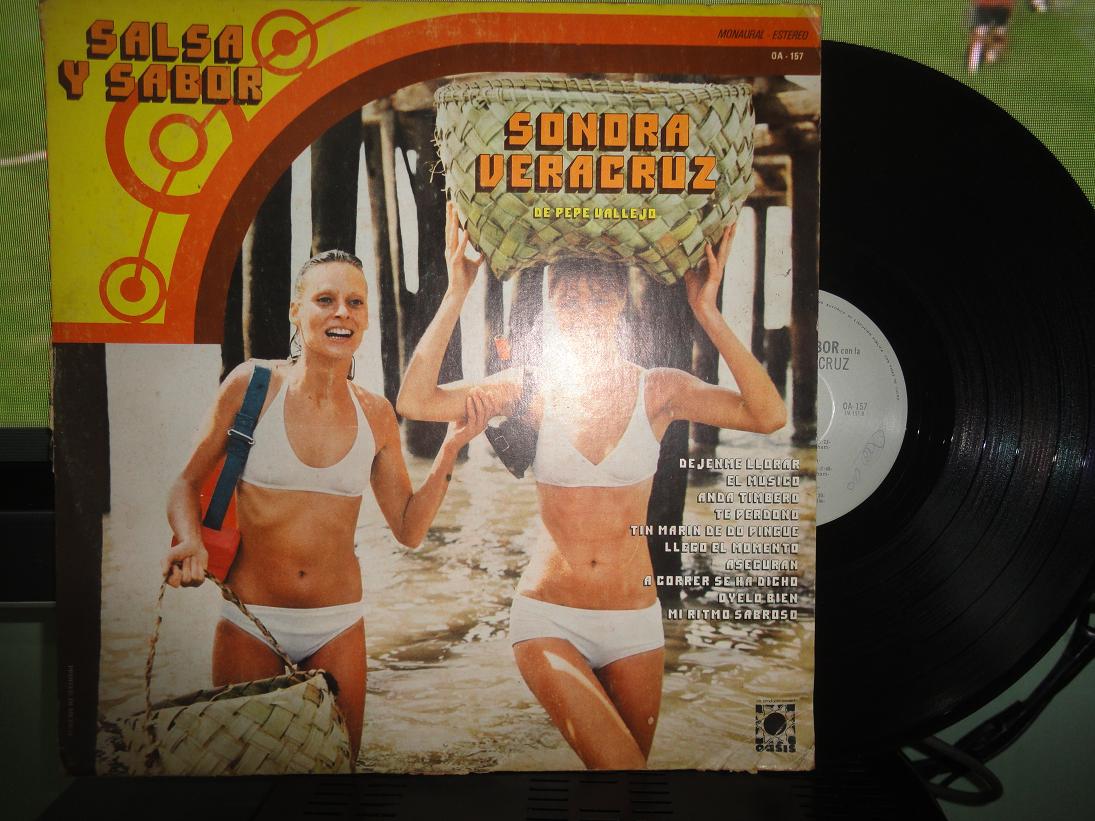 SALSA
Y SABOR
MONAURAL - ESTEREO
OA - 157
SONORA
VERACRUZ
DE PEPE VALLEJO
DEJENME LLORAR
EL MUSICO
ANDA TIMBERO
TE PERDONO
TIN MARIN DE DO PINGUE
LLEGO EL MOMENTO
ASEGURAN
A CORRER SE HA DICHO
OYELO BIEN
MI RITMO SABROSO
OASIS
BOR con la
CRUZ
OA-157